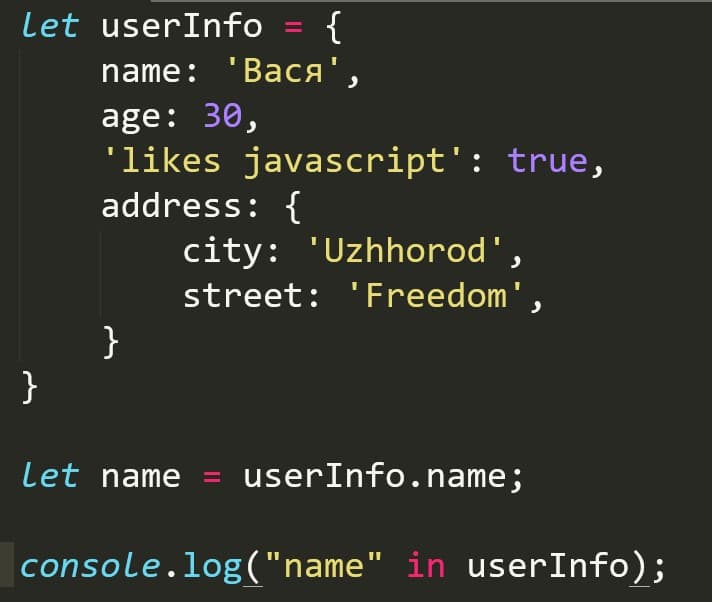 let userInfo = {
    name: 'Вася',
    age: 30,
    'likes javascript': true,
    address: {
        city: 'Uzhhorod',
        street: 'Freedom',
    }
}

let name = userInfo.name;

console.log("name" in userInfo);